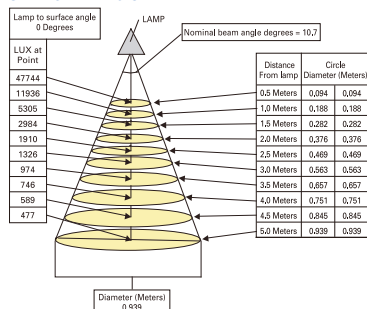 Lamp to surface angle
0 Degrees
LAMP
Nominal beam angle degrees = 10,7
LUX at
Point
47744
11936
5305
2984
1910
1326
974
746
589
477
Distance
From lamp
Circle
Diameter (Meters)
0.5 Meters 0,094 0,094
1,0 Meters 0.188 0.188
1,5 Meters 0.282 0.282
2.0 Meters 0,376 0,376
2,5 Meters 0.469 0.469
3.0 Meters 0.563 0.563
3.5 Meters 0,657 0,657
4,0 Meters 0.751 0.751
4.5 Meters 0.845 0.845
5.0 Meters 0.939 0.939
Diameter (Meters)
0.939